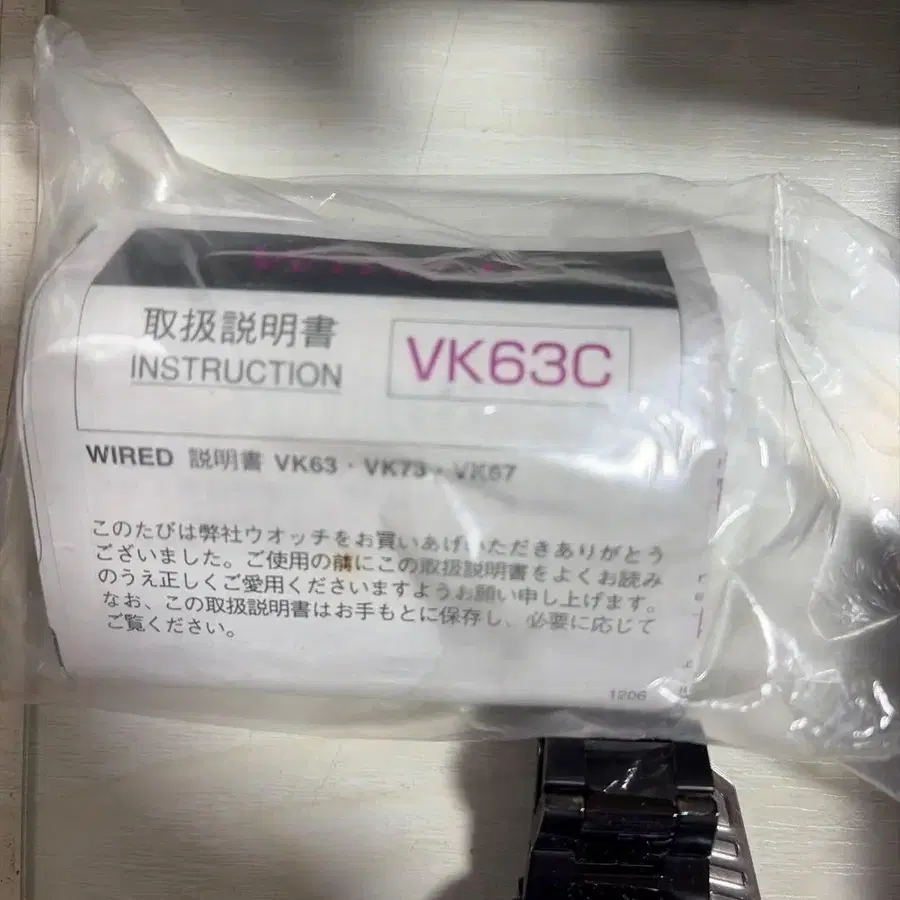 取扱説明書
INSTRUCTION
VK63C
WIRED 説明書 VK63・VK73・VK67
このたびは弊社ウオッチをお買いあげいただきありがとう
ございました。ご使用の前にこの取扱説明書をよくお読み
のうえ正しくご愛用くださいますようお願い申し上げます。
なお、この取扱説明書はお手もとに保存し、必要に応じて
ご覧ください。
1206